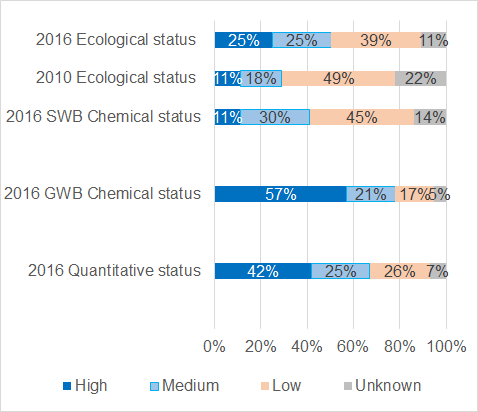 2016 Ecological status 25% 25% 39% 11%
2010 Ecological status 11% 18% 49% 22%
2016 SWB Chemical status 11% 30% 45% 14%
2016 GWB Chemical status 57% 21% 17% 5%
2016 Quantitative status 42% 25% 26% 7%
0% 20% 40% 60% 80% 100%
High Medium Low Unknown